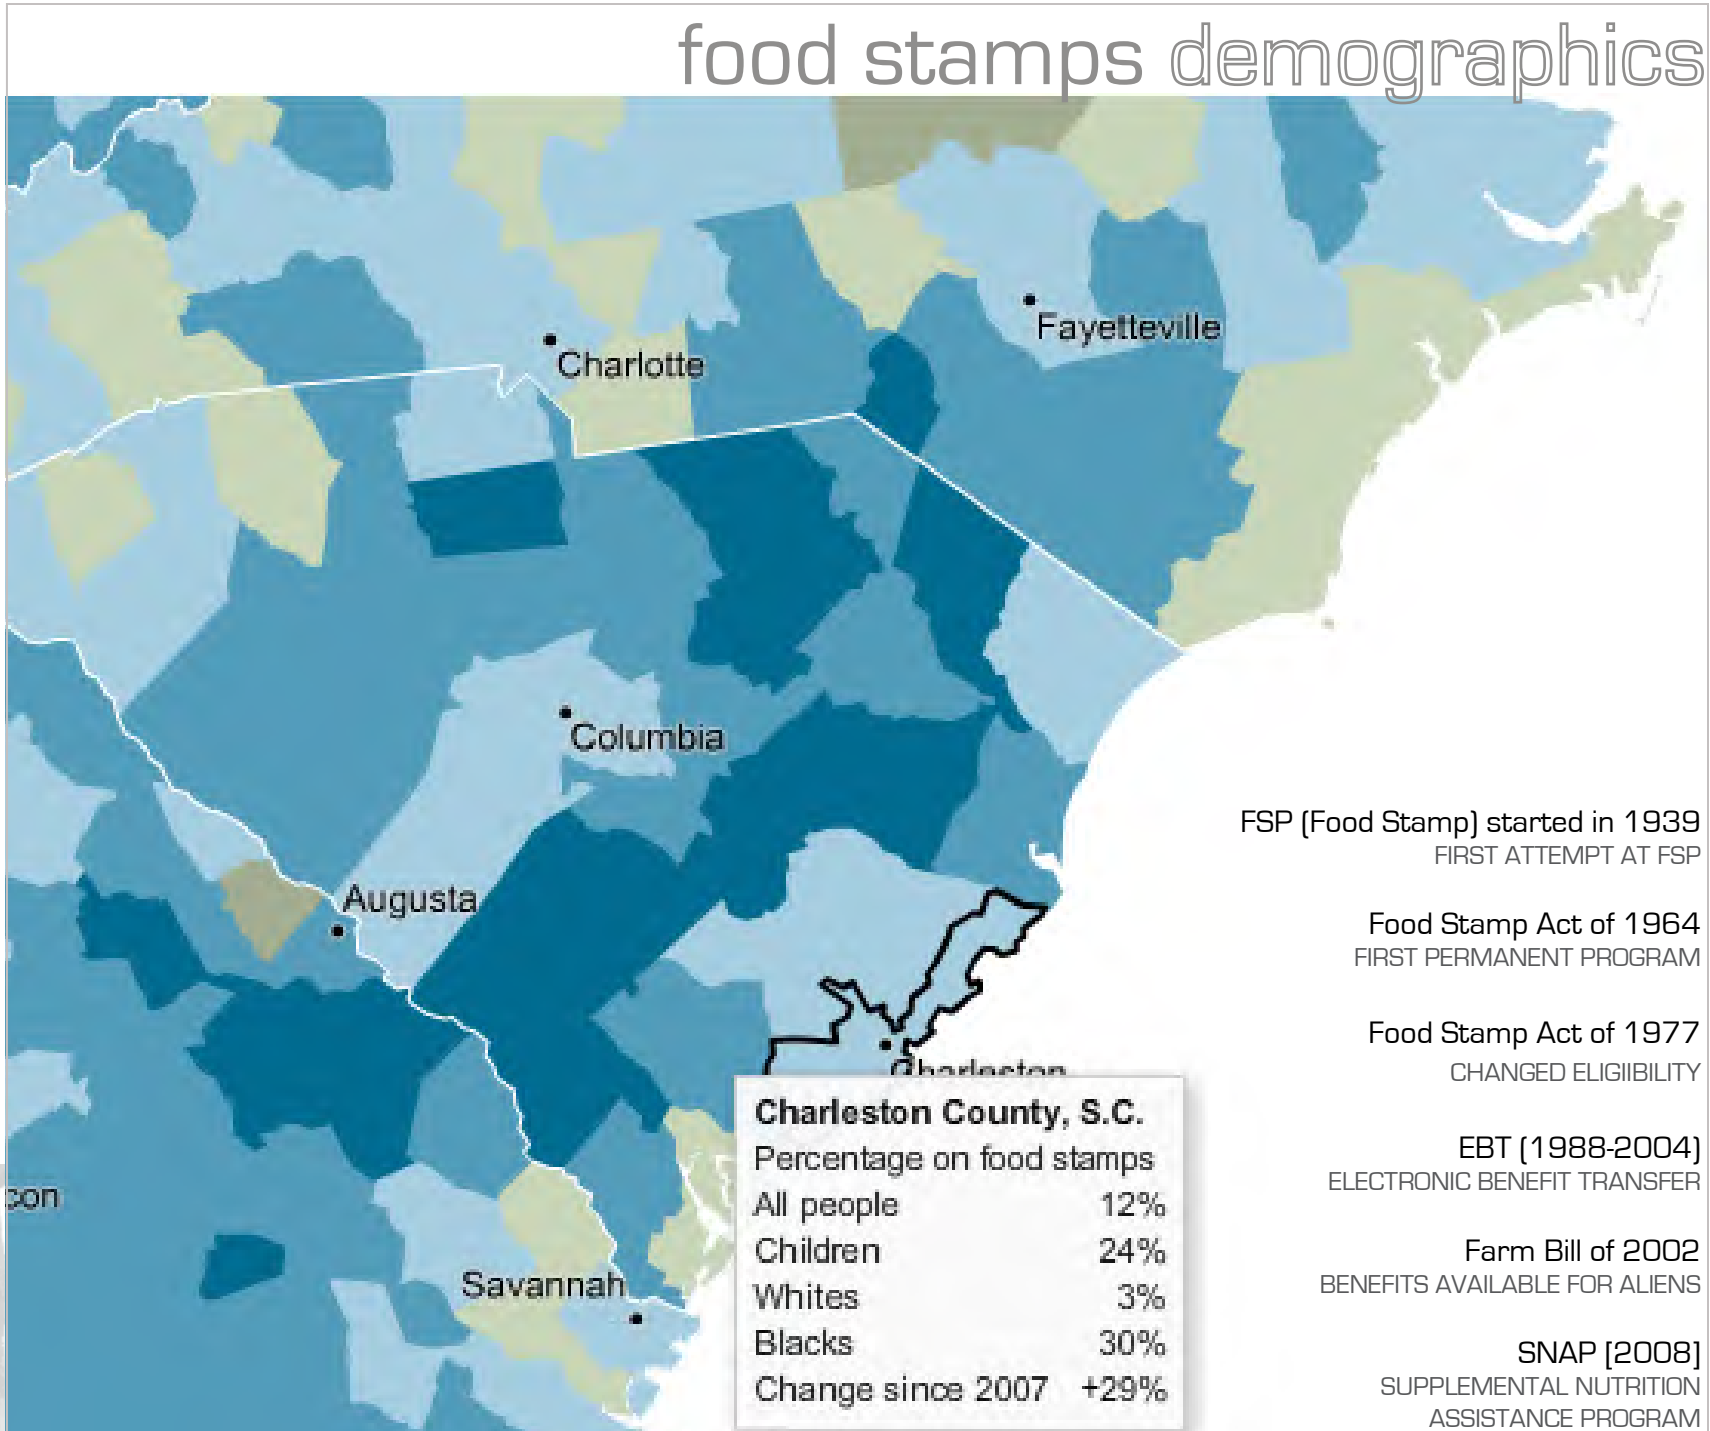 food stamps demographics
Fayetteville
Charlotte
Columbia
Augusta
Charleston
con
Savannah
Charleston County, S.C.
Percentage on food stamps
All people 12%
Children 24%
Whites 3%
Blacks 30%
Change since 2007 +29%
FSP (Food Stamp) started in 1939
FIRST ATTEMPT AT FSP
Food Stamp Act of 1964
FIRST PERMANENT PROGRAM
Food Stamp Act of 1977
CHANGED ELIGIIBILITY
EBT (1988-2004)
ELECTRONIC BENEFIT TRANSFER
Farm Bill of 2002
BENEFITS AVAILABLE FOR ALIENS
SNAP [2008]
SUPPLEMENTAL NUTRITION
ASSISTANCE PROGRAM